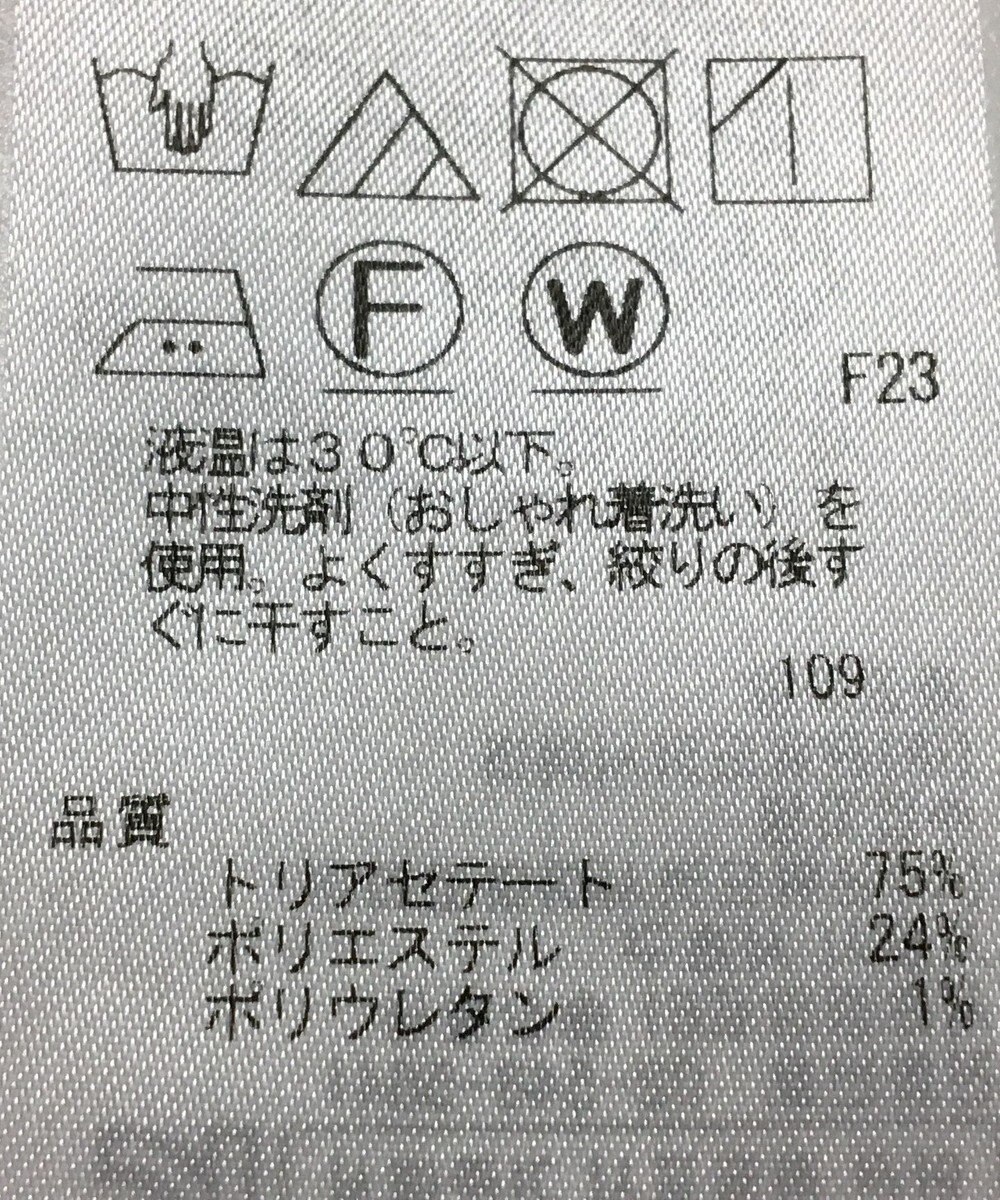 F W
F23
液温は30℃以下。
中性洗剤（おしゃれ着洗い）を
使用。よくすすぎ、絞りの後す
ぐに干すこと。
109
品質
トリアセテート 75%
ポリエステル 24%
ポリウレタン 1%